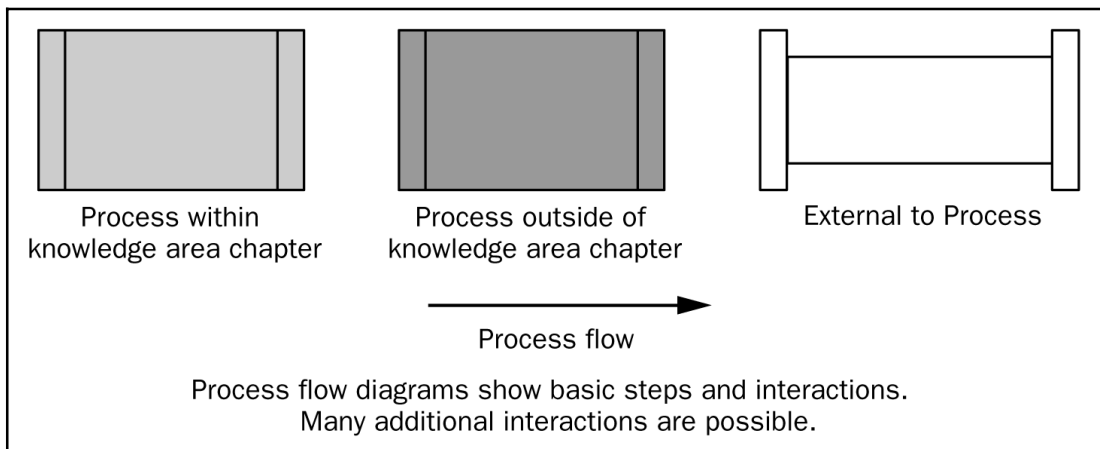 Process within
knowledge area chapter
Process outside of
knowledge area chapter
External to Process
Process flow
Process flow diagrams show basic steps and interactions.
Many additional interactions are possible.